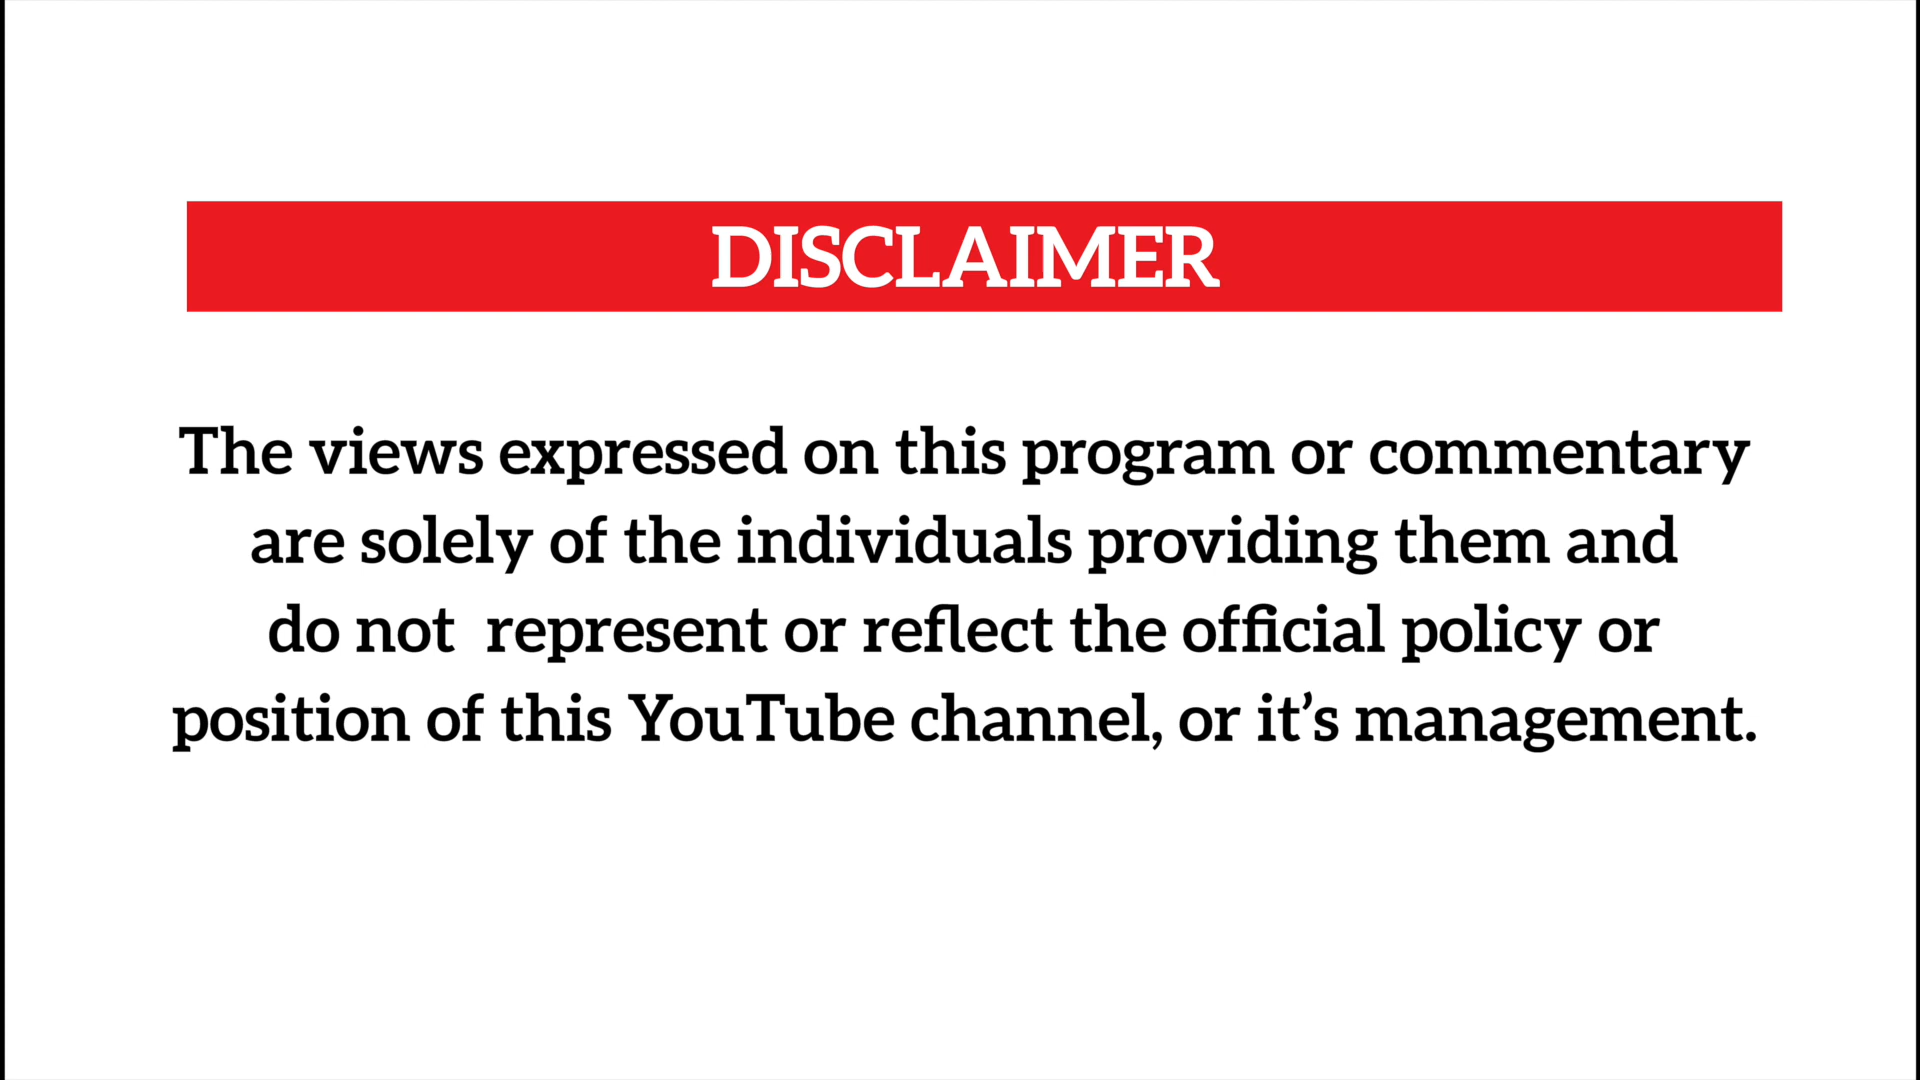 DISCLAIMER
The views expressed on this program or commentary
are solely of the individuals providing them and
do not  represent or reflect the official policy or
position of this YouTube channel, or it’s management.